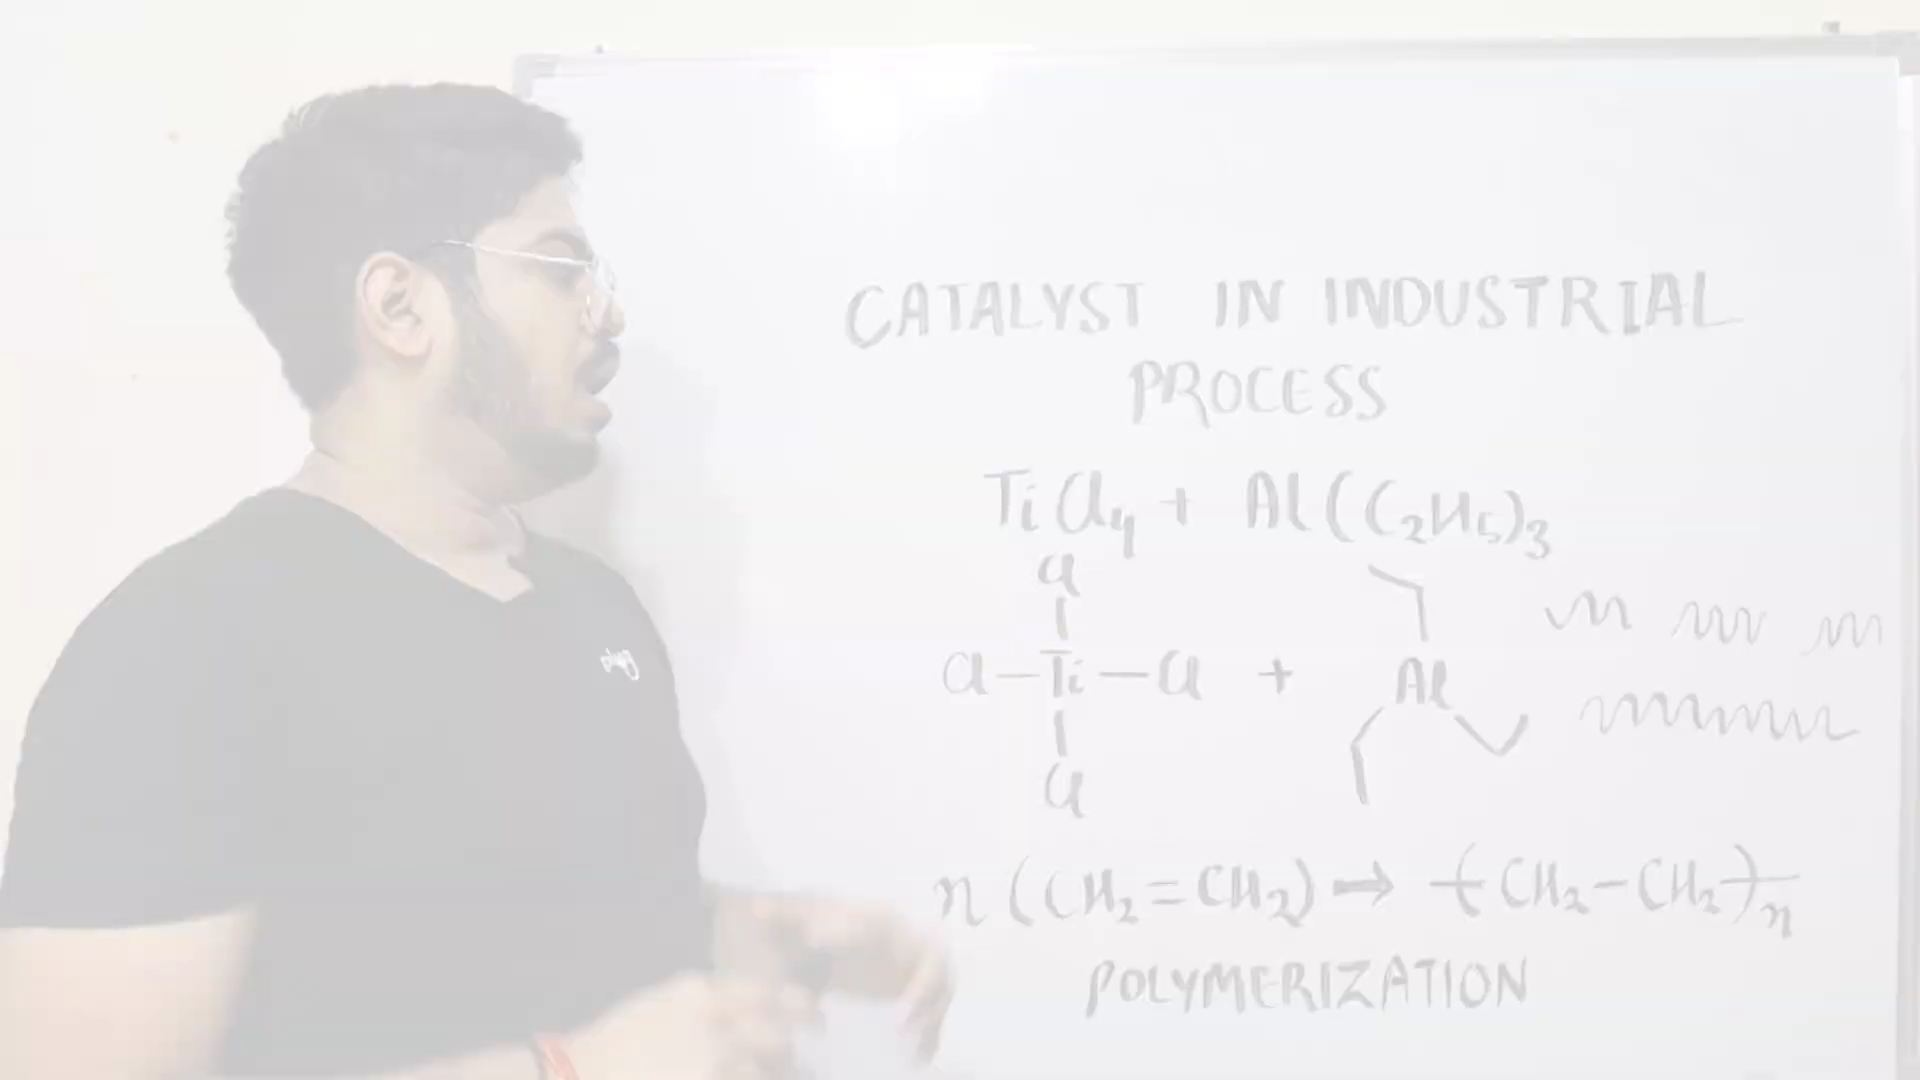 CATALYST IN INDUSTRIAL
PROCESS
TiCl4 + Al(C2H5)3
Cl
Cl-Ti-Cl + Al
Cl
n(CH2=CH2)→(CH2-CH2)n
POLYMERIZATION